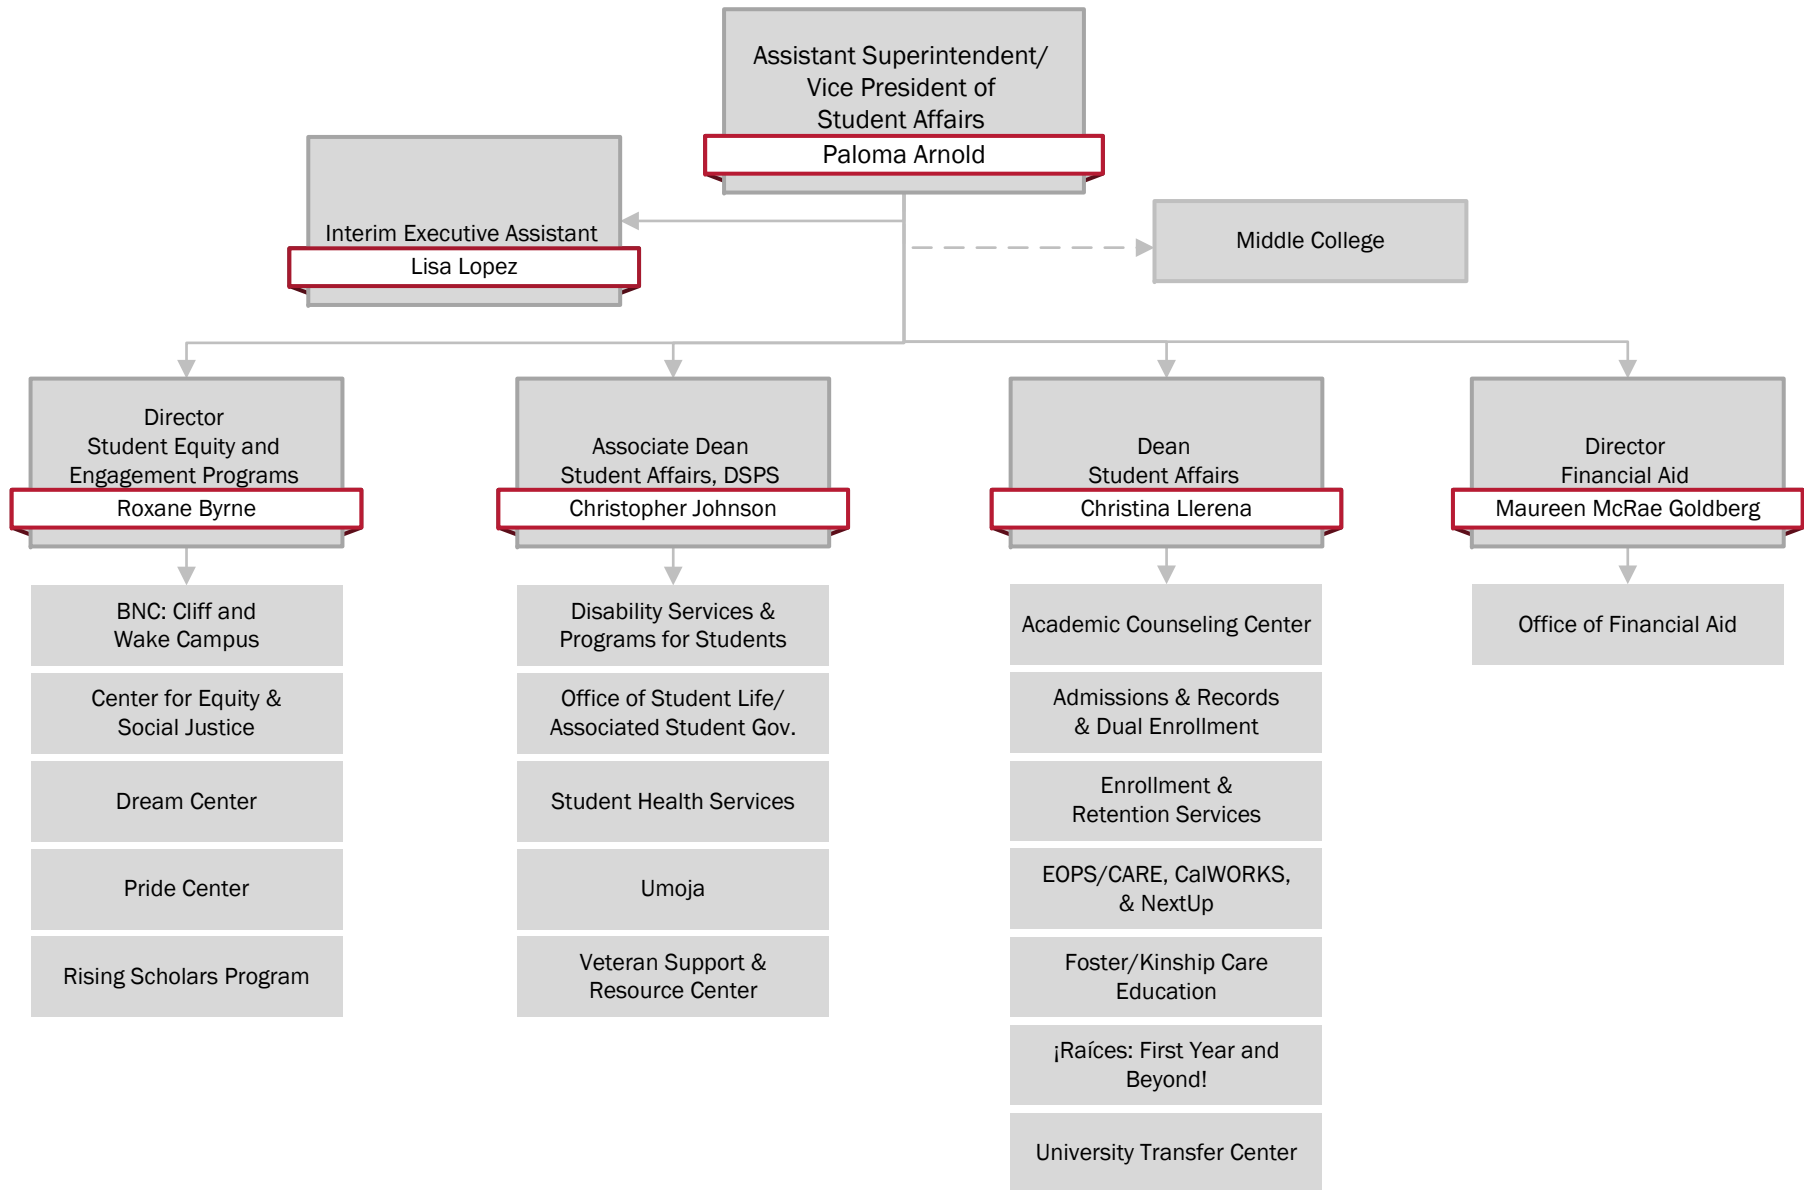 Assistant Superintendent/
Vice President of
Student Affairs
Paloma Arnold
Interim Executive Assistant
Lisa Lopez
Middle College
Director
Student Equity and
Engagement Programs
Roxane Byrne
Associate Dean
Student Affairs, DSPS
Christopher Johnson
Dean
Student Affairs
Christina Llerena
Director
Financial Aid
Maureen McRae Goldberg
BNC: Cliff and
Wake Campus
Center for Equity &
Social Justice
Dream Center
Pride Center
Rising Scholars Program
Disability Services &
Programs for Students
Office of Student Life/
Associated Student Gov.
Student Health Services
Umoja
Veteran Support &
Resource Center
Academic Counseling Center
Admissions & Records
& Dual Enrollment
Enrollment &
Retention Services
EOPS/CARE, CalWORKS,
& NextUp
Foster/Kinship Care
Education
¡Raíces: First Year and
Beyond!
University Transfer Center
Office of Financial Aid